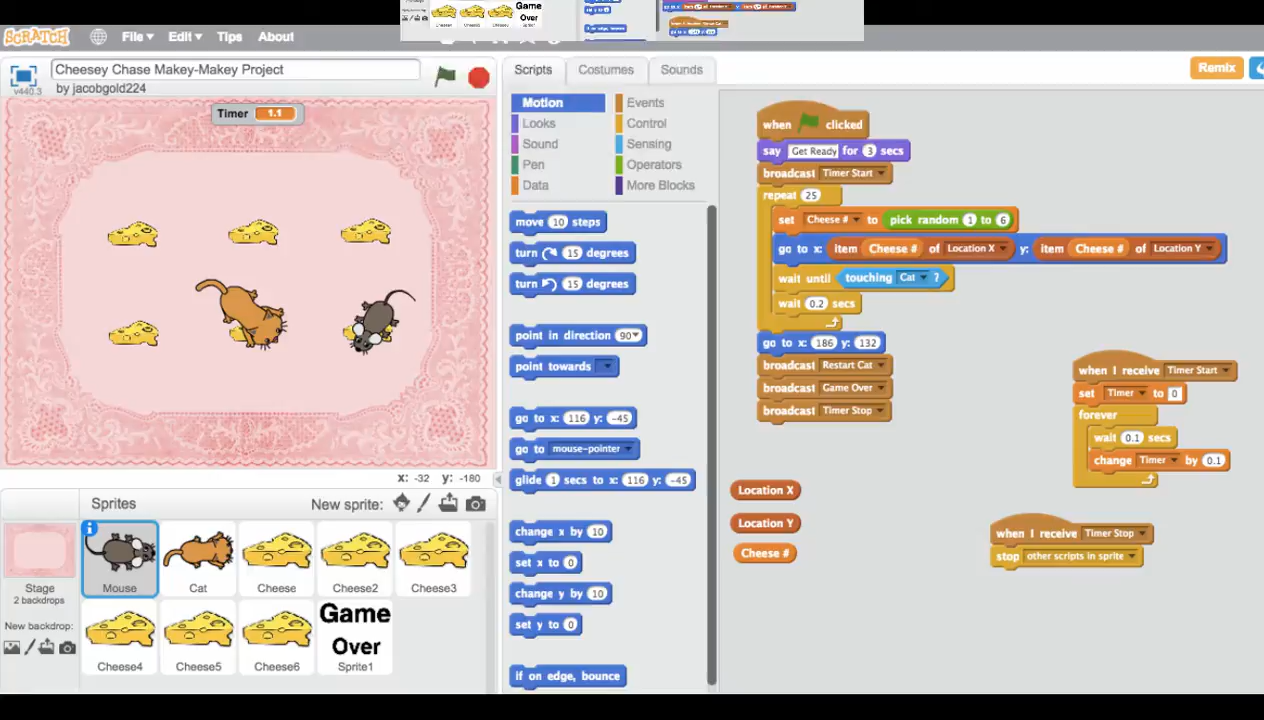 Game
Over
SCRATCH
File Edit Tips About
Cheesey Chase Makey-Makey Project
by jacobgold224
v440.3
Timer 1.1
x: -32 y: -180
Sprites New sprite:
Mouse Cat Cheese Cheese2 Cheese3
Stage
2 backdrops
New backdrop:
Game
Over
Cheese4 Cheese5 Cheese6 Sprite1
Scripts Costumes Sounds
Motion Events
Looks Control
Sound Sensing
Pen Operators
Data More Blocks
move 10 steps
turn 15 degrees
turn 15 degrees
point in direction 90
point towards
go to x: 116 y: -45
go to mouse-pointer
glide 1 secs to x: 116 y: -45
change x by 10
set x to 0
change y by 10
set y to 0
if on edge, bounce
Remix
when clicked
say Get Ready for 3 secs
broadcast Timer Start
repeat 25
set Cheese # to pick random 1 to 6
go to x: item Cheese # of Location X y: item Cheese # of Location Y
wait until touching Cat ?
wait 0.2 secs
go to x: 186 y: 132
broadcast Restart Cat
broadcast Game Over
broadcast Timer Stop
Location X
Location Y
Cheese #
when I receive Timer Start
set Timer to 0
forever
wait 0.1 secs
change Timer by 0.1
when I receive Timer Stop
stop other scripts in sprite